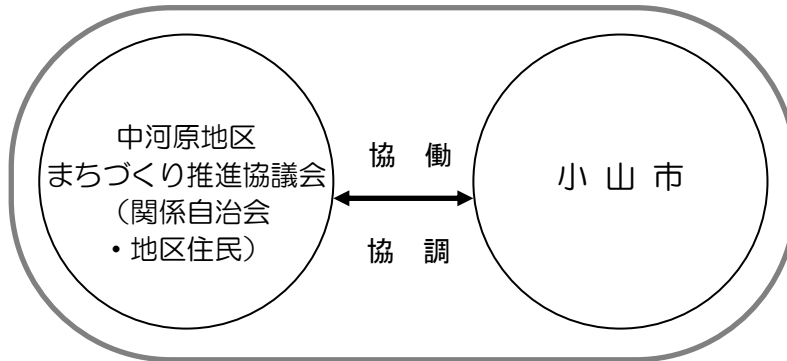 中河原地区
まちづくり推進協議会
（関係自治会
・地区住民）
協 働
協 調
小 山 市